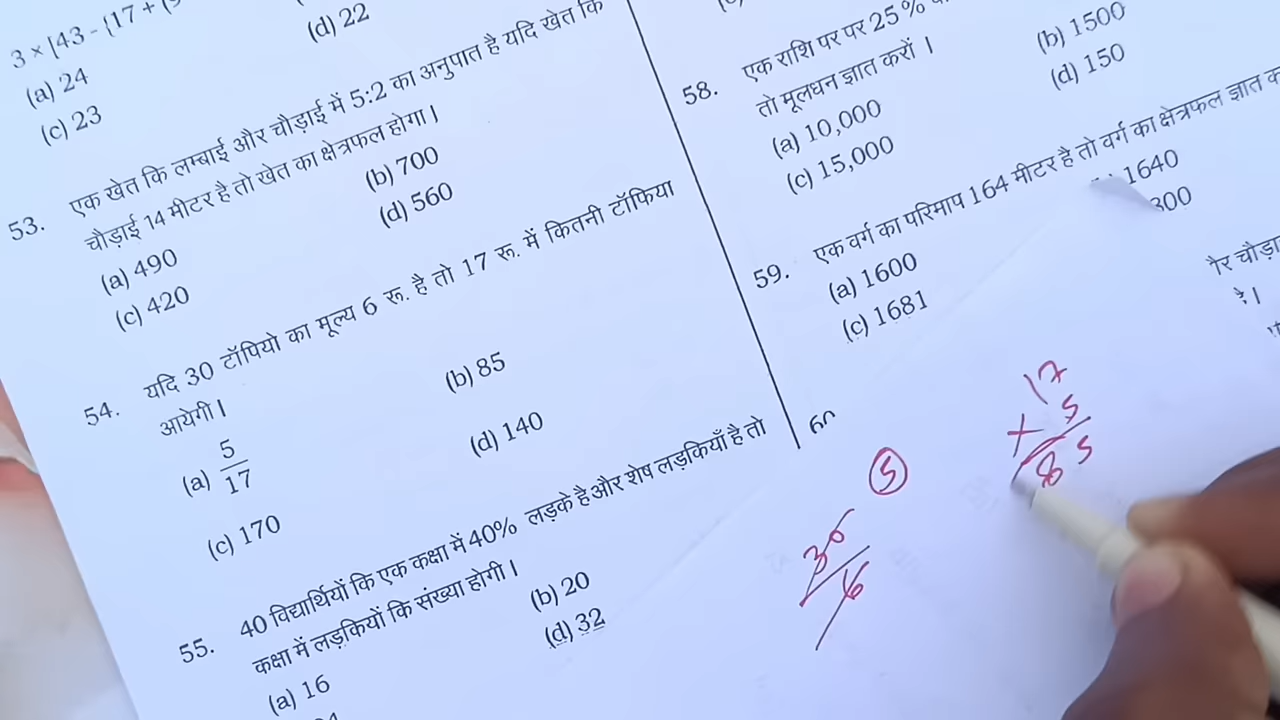 3 × [43 - {17 + (
(a) 24
(d) 22
(c) 23
53. एक खेत कि लम्बाई और चौड़ाई में 5:2 का अनुपात है यदि खेत कि
चौड़ाई 14 मीटर है तो खेत का क्षेत्रफल होगा।
(a) 490
(b) 700
(c) 420
(d) 560
54. यदि 30 टॉपियो का मूल्य 6 रू. है तो 17 रू. में कितनी टॉफिया
आयेगी।
(a) 5/17
(b) 85
(c) 170
(d) 140
55. 40 विद्यार्थियों कि एक कक्षा में 40% लड़के है और शेष लड़कियाँ है तो
कक्षा में लड़कियों कि संख्या होगी।
(a) 16
(b) 20
(d) 32
58. एक राशि पर पर 25%
तो मूलधन ज्ञात करों।
(a) 10,000
(b) 1500
(c) 15,000
(d) 150
59. एक वर्ग का परिमाप 164 मीटर है तो वर्ग का क्षेत्रफल ज्ञात
(a) 1600
1640
(c) 1681
300
है।
5
30
6
17
× 5
85